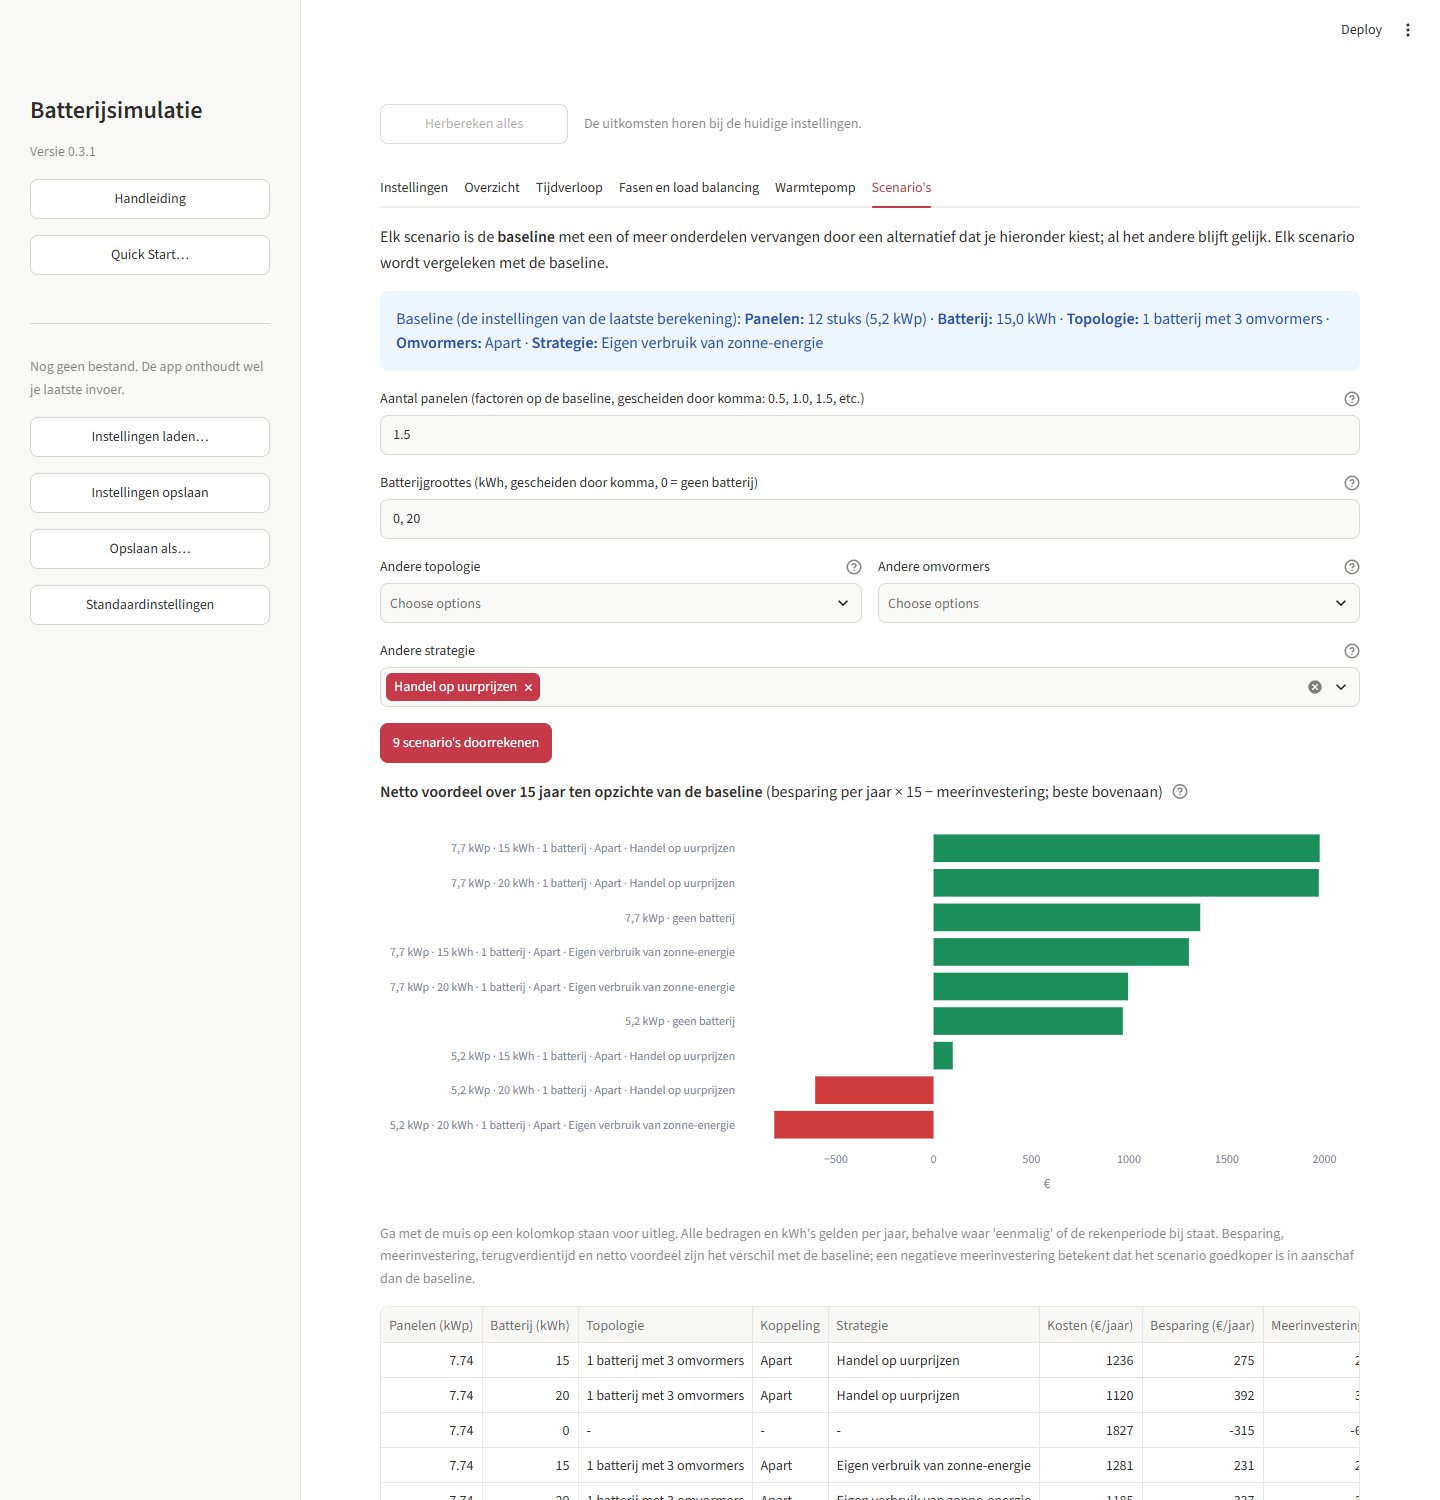 Deploy
Batterijsimulatie
Versie 0.3.1
Handleiding
Quick Start…
Nog geen bestand. De app onthoudt wel
je laatste invoer.
Instellingen laden…
Instellingen opslaan
Opslaan als…
Standaardinstellingen
Herbereken alles
De uitkomsten horen bij de huidige instellingen.
Instellingen Overzicht Tijdverloop Fasen en load balancing Warmtepomp Scenario's
Elk scenario is de baseline met een of meer onderdelen vervangen door een alternatief dat je hieronder kiest; al het andere blijft gelijk. Elk scenario
wordt vergeleken met de baseline.
Baseline (de instellingen van de laatste berekening): Panelen: 12 stuks (5,2 kWp) · Batterij: 15,0 kWh · Topologie: 1 batterij met 3 omvormers ·
Omvormers: Apart · Strategie: Eigen verbruik van zonne-energie
Aantal panelen (factoren op de baseline, gescheiden door komma: 0.5, 1.0, 1.5, etc.)
1.5
Batterijgroottes (kWh, gescheiden door komma, 0 = geen batterij)
0, 20
Andere topologie Andere omvormers
Choose options Choose options
Andere strategie
Handel op uurprijzen ×
9 scenario's doorrekenen
Netto voordeel over 15 jaar ten opzichte van de baseline (besparing per jaar × 15 − meerinvestering; beste bovenaan)
7,7 kWp · 15 kWh · 1 batterij · Apart · Handel op uurprijzen
7,7 kWp · 20 kWh · 1 batterij · Apart · Handel op uurprijzen
7,7 kWp · geen batterij
7,7 kWp · 15 kWh · 1 batterij · Apart · Eigen verbruik van zonne-energie
7,7 kWp · 20 kWh · 1 batterij · Apart · Eigen verbruik van zonne-energie
5,2 kWp · geen batterij
5,2 kWp · 15 kWh · 1 batterij · Apart · Handel op uurprijzen
5,2 kWp · 20 kWh · 1 batterij · Apart · Handel op uurprijzen
5,2 kWp · 20 kWh · 1 batterij · Apart · Eigen verbruik van zonne-energie
−500 0 500 1000 1500 2000
€
Ga met de muis op een kolomkop staan voor uitleg. Alle bedragen en kWh's gelden per jaar, behalve waar 'eenmalig' of de rekenperiode bij staat. Besparing,
meerinvestering, terugverdientijd en netto voordeel zijn het verschil met de baseline; een negatieve meerinvestering betekent dat het scenario goedkoper is in aanschaf
dan de baseline.
Panelen (kWp) Batterij (kWh) Topologie Koppeling Strategie Kosten (€/jaar) Besparing (€/jaar) Meerinvestering
7.74 15 1 batterij met 3 omvormers Apart Handel op uurprijzen 1236 275
7.74 20 1 batterij met 3 omvormers Apart Handel op uurprijzen 1120 392
7.74 0 - - - 1827 -315
7.74 15 1 batterij met 3 omvormers Apart Eigen verbruik van zonne-energie 1281 231
7.74 20 1 batterij met 3 omvormers Apart Eigen verbruik van zonne-energie 1185 327